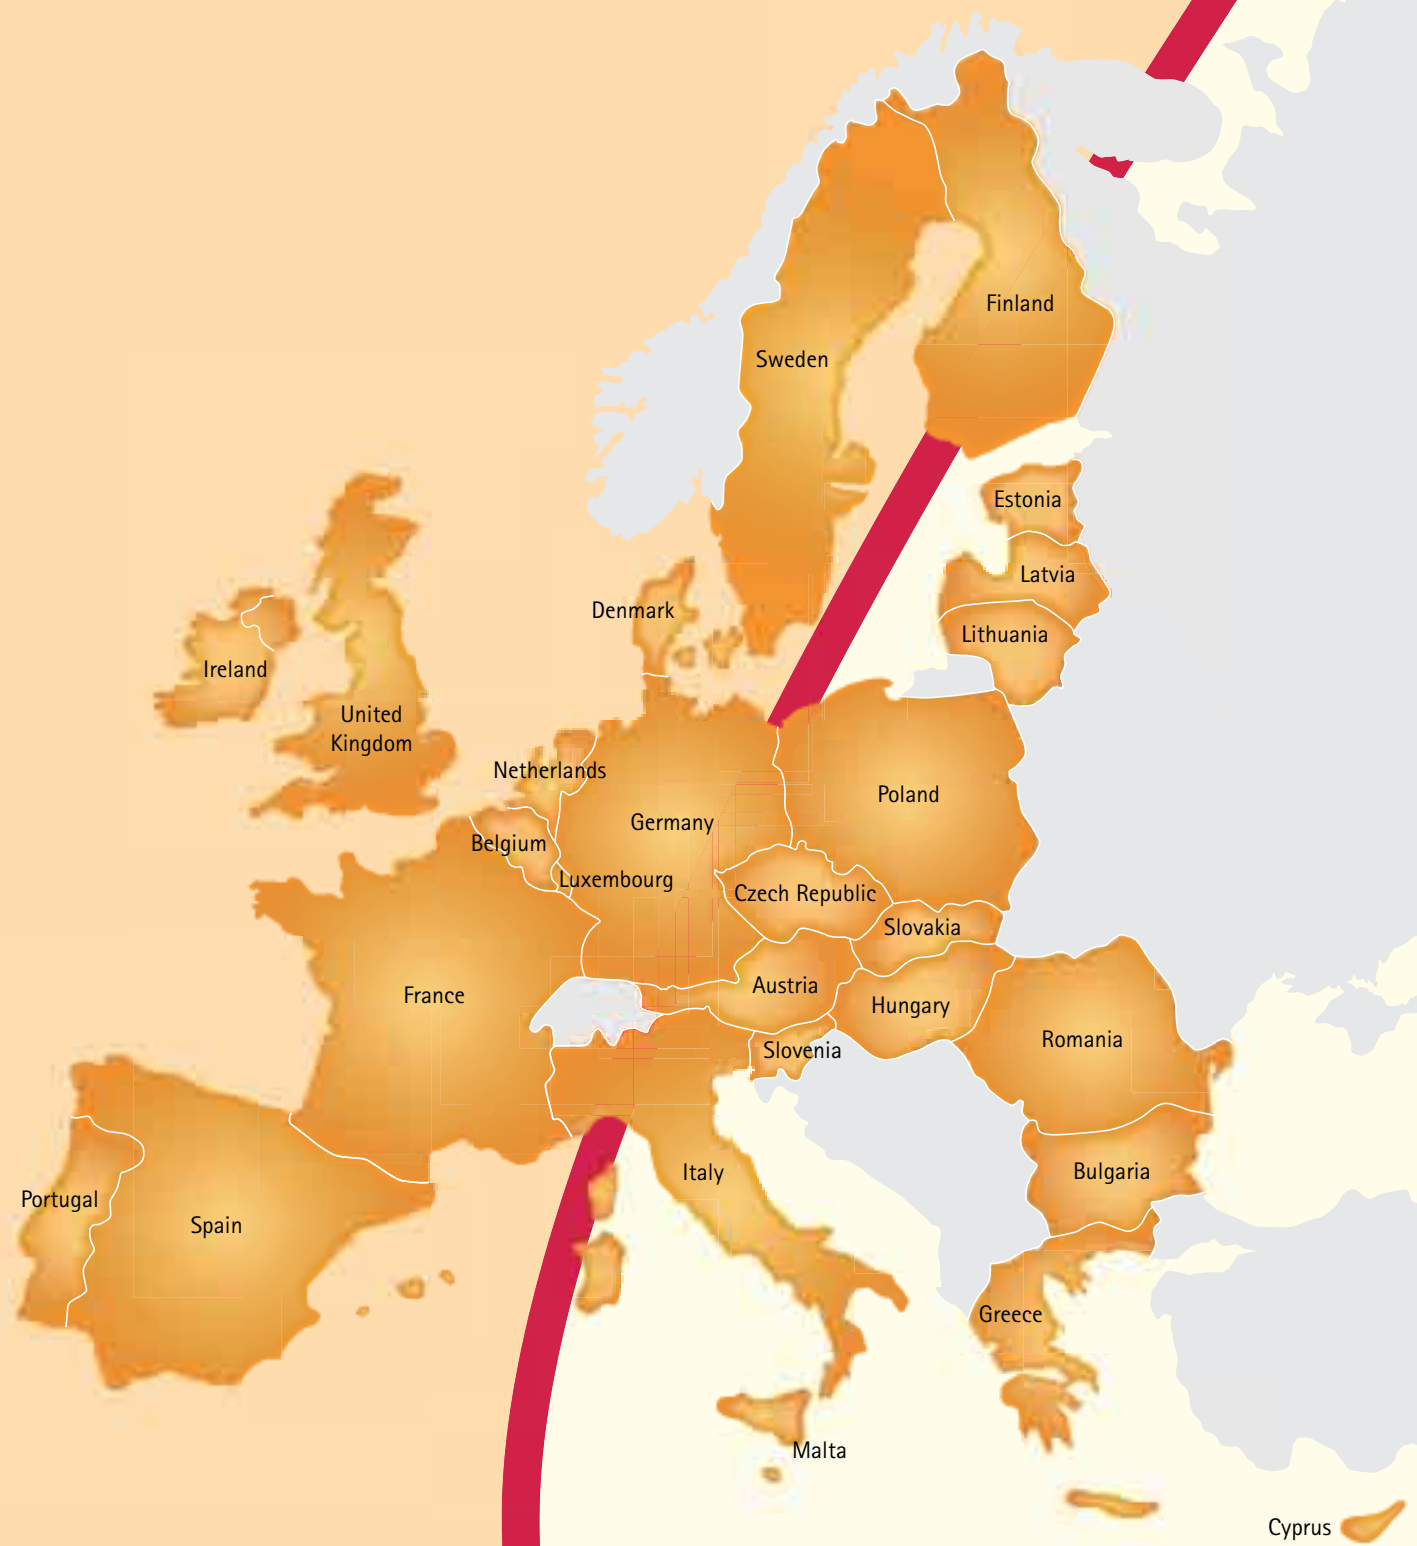 Finland
Sweden
Estonia
Latvia
Denmark
Lithuania
Ireland
United
Kingdom
Netherlands
Poland
Germany
Belgium
Luxembourg
Czech Republic
Slovakia
Austria
France
Hungary
Romania
Slovenia
Italy
Bulgaria
Portugal
Spain
Greece
Malta
Cyprus